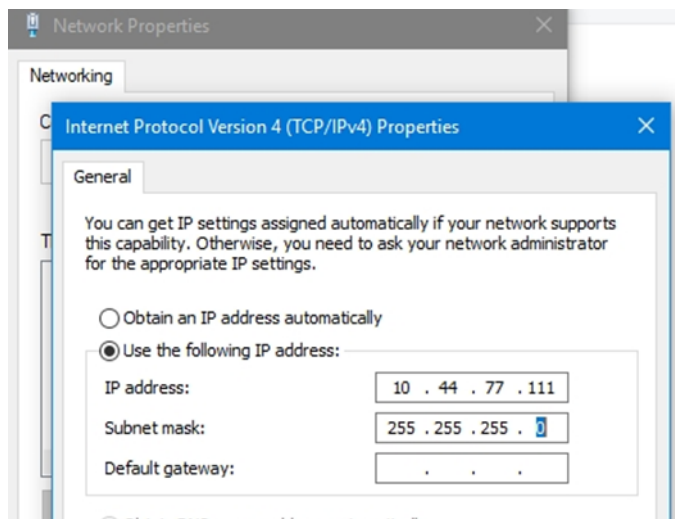 Network Properties
Networking
C
Internet Protocol Version 4 (TCP/IPv4) Properties
General
You can get IP settings assigned automatically if your network supports
this capability. Otherwise, you need to ask your network administrator
for the appropriate IP settings.
T
Obtain an IP address automatically
Use the following IP address:
IP address: 10 . 44 . 77 . 111
Subnet mask: 255 . 255 . 255 . 0
Default gateway: . . .